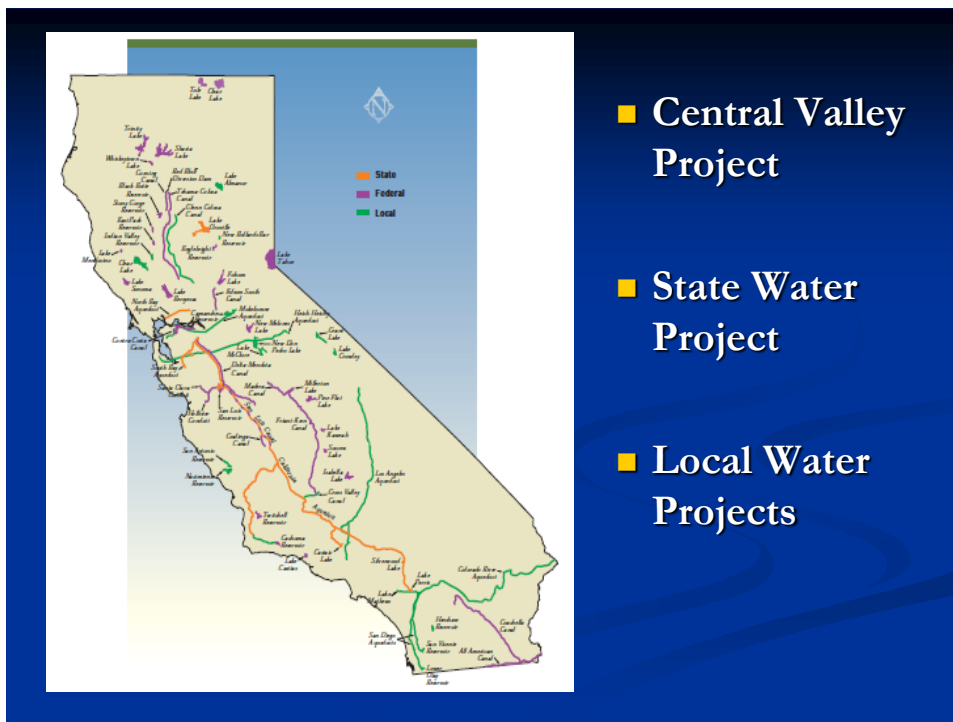 Central Valley
Project
State Water
Project
Local Water
Projects
N
State
Federal
Local
Tule
Lake
Clear
Lake
Trinity
Lake
Shasta
Lake
Whiskeytown
Lake
Corning
Canal
Red Bluff
Diversion Dam
Lake
Almanor
Black Butte
Reservoir
Tehama Colusa
Canal
Stony Gorge
Reservoir
Glenn Colusa
Canal
East Park
Reservoir
Lake
Oroville
Indian Valley
Reservoir
New Bullards Bar
Reservoir
Englebright
Reservoir
Lake
Mendocino
Clear
Lake
Lake
Tahoe
Lake
Sonoma
Lake
Berryessa
Folsom
Lake
Folsom South
Canal
North Bay
Aqueduct
Camanche
Reservoir
Mokelumne
Aqueduct
Hetch Hetchy
Aqueduct
New Melones
Lake
Grant
Lake
Contra Costa
Canal
New Don
Pedro Lake
Lake
McClure
Lake
Crowley
South Bay
Aqueduct
Delta Mendota
Canal
Santa Clara
Conduit
Madera
Canal
Millerton
Lake
Pine Flat
Lake
Hollister
Conduit
San Luis
Reservoir
San Luis Canal
Friant Kern
Canal
Lake
Kaweah
Coalinga
Canal
Success
Lake
San Antonio
Reservoir
California
Aqueduct
Isabella
Lake
Los Angeles
Aqueduct
Nacimiento
Reservoir
Cross Valley
Canal
Twitchell
Reservoir
Cachuma
Reservoir
Castaic
Lake
Lake
Casitas
Silverwood
Lake
Lake
Perris
Colorado River
Aqueduct
Lake
Mathews
Henshaw
Reservoir
Coachella
Canal
San Diego
Aqueducts
San Vicente
Reservoir
All American
Canal
Lower
Otay
Reservoir